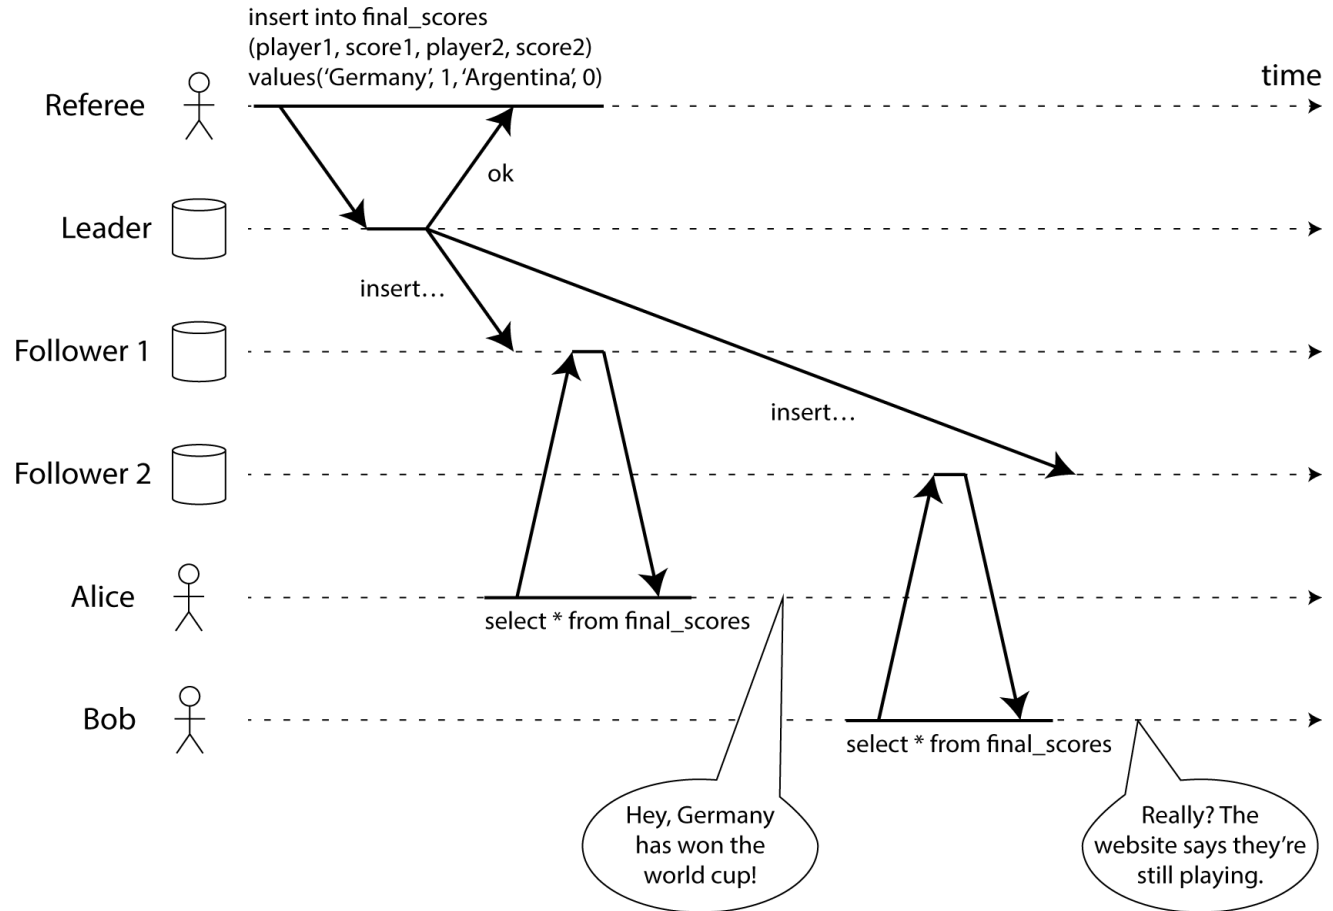 insert into final_scores
(player1, score1, player2, score2)
values(‘Germany’, 1, ‘Argentina’, 0)
time
Referee
ok
Leader
insert…
Follower 1
insert…
Follower 2
Alice
select * from final_scores
Bob
select * from final_scores
Hey, Germany
has won the
world cup!
Really? The
website says they’re
still playing.